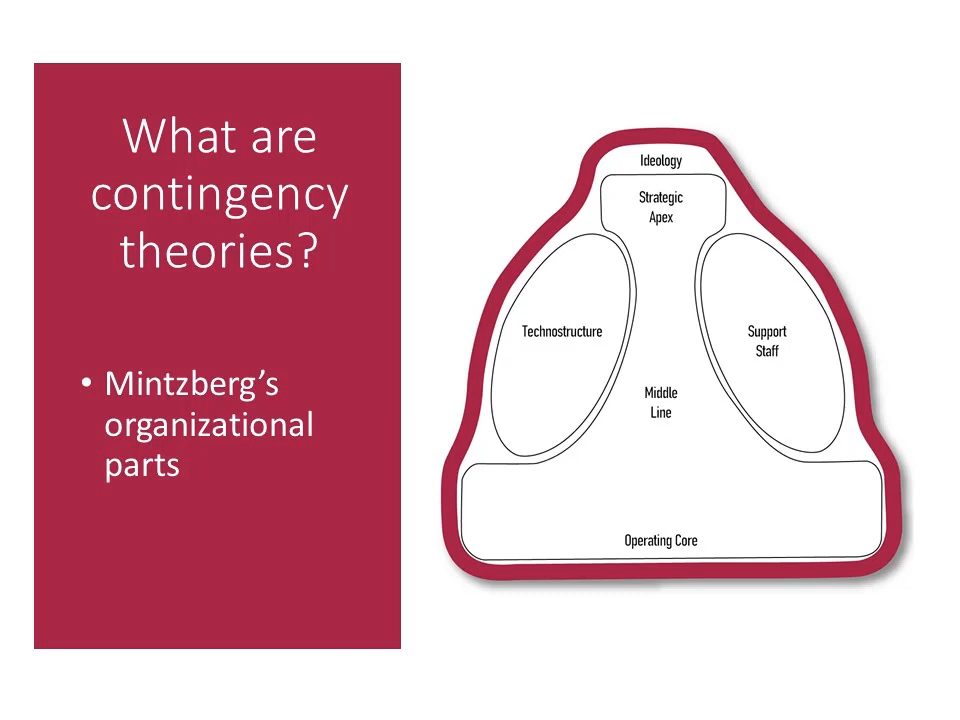 What are
contingency
theories?
• Mintzberg’s
organizational
parts
Ideology
Strategic
Apex
Technostructure
Support
Staff
Middle
Line
Operating Core